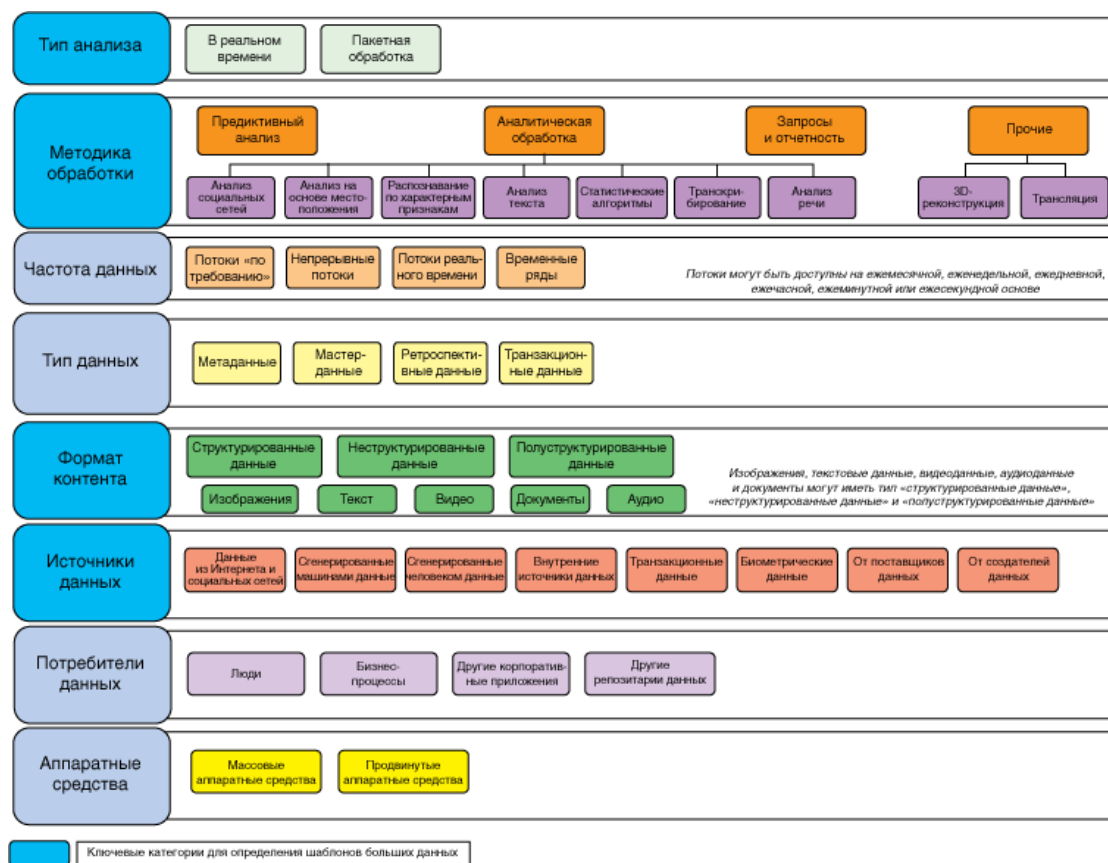 Тип анализа
В реальном
времени
Пакетная
обработка
Методика
обработки
Предиктивный
анализ
Аналитическая
обработка
Запросы
и отчетность
Прочие
Анализ
социальных
сетей
Анализ на
основе место-
положения
Распознавание
по характерным
признакам
Анализ
текста
Статистические
алгоритмы
Транскри-
бирование
Анализ
речи
3D-
реконструкция
Трансляция
Частота данных
Потоки «по
требованию»
Непрерывные
потоки
Потоки реаль-
ного времени
Временные
ряды
Потоки могут быть доступны на ежемесячной, еженедельной, ежедневной,
ежечасной, ежеминутной или ежесекундной основе
Тип данных
Метаданные
Мастер-
данные
Ретроспекти-
вные данные
Транзакцион-
ные данные
Формат
контента
Структурированные
данные
Неструктурированные
данные
Полуструктурированные
данные
Изображения
Текст
Видео
Документы
Аудио
Изображения, текстовые данные, видеоданные, аудиоданные
и документы могут иметь тип «структурированные данные»,
«неструктурированные данные» и «полуструктурированные данные»
Источники
данных
Данные
из Интернета и
социальных сетей
Сгенерированные
машинами данные
Сгенерированные
человеком данные
Внутренние
источники данных
Транзакционные
данные
Биометрические
данные
От поставщиков
данных
От создателей
данных
Потребители
данных
Люди
Бизнес-
процессы
Другие корпоратив-
ные приложения
Другие
репозитарии данных
Аппаратные
средства
Массовые
аппаратные средства
Продвинутые
аппаратные средства
Ключевые категории для определения шаблонов больших данных